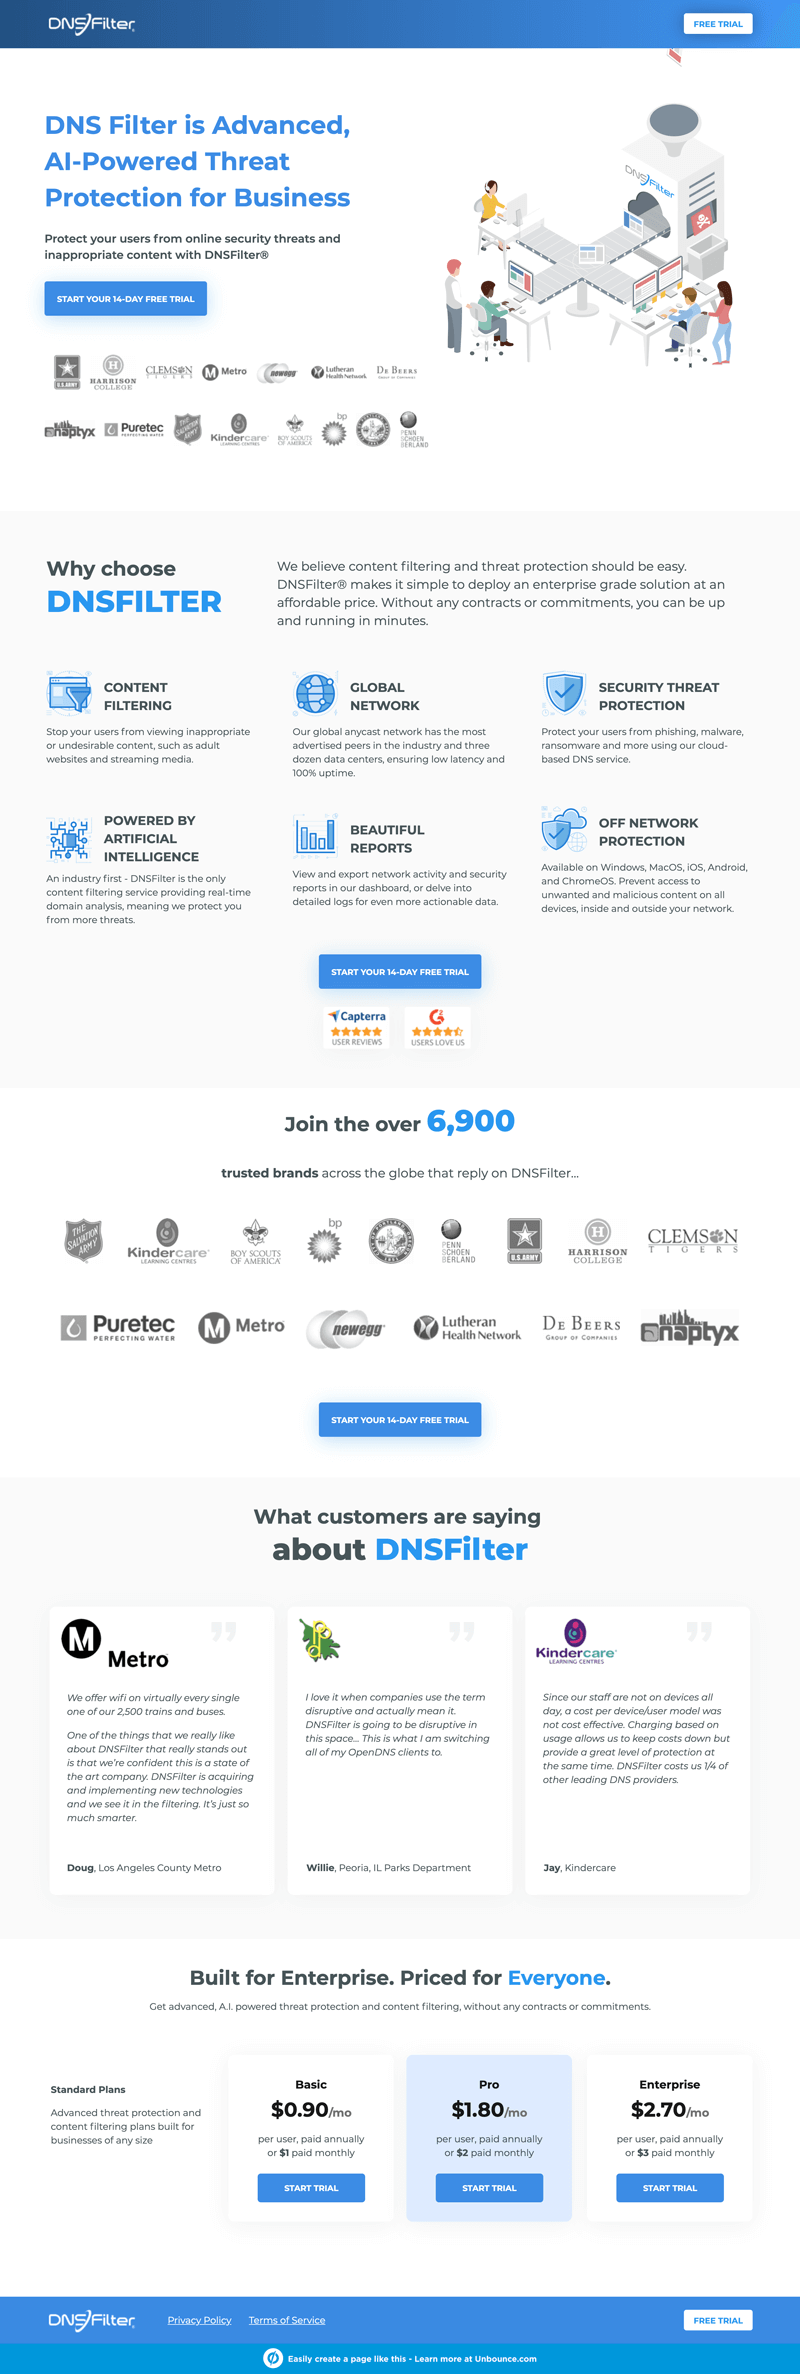 DNSFilter
FREE TRIAL
DNS Filter is Advanced,
AI-Powered Threat
Protection for Business
Protect your users from online security threats and
inappropriate content with DNSFilter®
START YOUR 14-DAY FREE TRIAL
DNSFilter
U.S.ARMY
HARRISON
COLLEGE
CLEMSON
TIGERS
Metro
newegg
Lutheran
Health Network
DE BEERS
GROUP OF COMPANIES
snaptyx
Puretec
PERFECTING WATER
THE
SALVATION
ARMY
Kindercare
LEARNING CENTRES
BOY SCOUTS
OF AMERICA
bp
PENN
SCHOEN
BERLAND
Why choose
DNSFILTER
We believe content filtering and threat protection should be easy.
DNSFilter® makes it simple to deploy an enterprise grade solution at an
affordable price. Without any contracts or commitments, you can be up
and running in minutes.
CONTENT
FILTERING
Stop your users from viewing inappropriate
or undesirable content, such as adult
websites and streaming media.
GLOBAL
NETWORK
Our global anycast network has the most
advertised peers in the industry and three
dozen data centers, ensuring low latency and
100% uptime.
SECURITY THREAT
PROTECTION
Protect your users from phishing, malware,
ransomware and more using our cloud-
based DNS service.
POWERED BY
ARTIFICIAL
INTELLIGENCE
An industry first - DNSFilter is the only
content filtering service providing real-time
domain analysis, meaning we protect you
from more threats.
BEAUTIFUL
REPORTS
View and export network activity and security
reports in our dashboard, or delve into
detailed logs for even more actionable data.
OFF NETWORK
PROTECTION
Available on Windows, MacOS, iOS, Android,
and ChromeOS. Prevent access to
unwanted and malicious content on all
devices, inside and outside your network.
START YOUR 14-DAY FREE TRIAL
Capterra
USER REVIEWS
G2
USERS LOVE US
Join the over 6,900
trusted brands across the globe that reply on DNSFilter...
THE
SALVATION
ARMY
Kindercare
LEARNING CENTRES
BOY SCOUTS
OF AMERICA
bp
PENN
SCHOEN
BERLAND
U.S.ARMY
HARRISON
COLLEGE
CLEMSON
TIGERS
Puretec
PERFECTING WATER
Metro
newegg
Lutheran
Health Network
DE BEERS
GROUP OF COMPANIES
snaptyx
START YOUR 14-DAY FREE TRIAL
What customers are saying
about DNSFilter
Metro
We offer wifi on virtually every single
one of our 2,500 trains and buses.
One of the things that we really like
about DNSFilter that really stands out
is that we're confident this is a state of
the art company. DNSFilter is acquiring
and implementing new technologies
and we see it in the filtering. It's just so
much smarter.
Doug, Los Angeles County Metro
I love it when companies use the term
disruptive and actually mean it.
DNSFilter is going to be disruptive in
this space... This is what I am switching
all of my OpenDNS clients to.
Willie, Peoria, IL Parks Department
Kindercare
LEARNING CENTRES
Since our staff are not on devices all
day, a cost per device/user model was
not cost effective. Charging based on
usage allows us to keep costs down but
provide a great level of protection at
the same time. DNSFilter costs us 1/4 of
other leading DNS providers.
Jay, Kindercare
Built for Enterprise. Priced for Everyone.
Get advanced, A.I. powered threat protection and content filtering, without any contracts or commitments.
Standard Plans
Advanced threat protection and
content filtering plans built for
businesses of any size
Basic
$0.90/mo
per user, paid annually
or $1 paid monthly
START TRIAL
Pro
$1.80/mo
per user, paid annually
or $2 paid monthly
START TRIAL
Enterprise
$2.70/mo
per user, paid annually
or $3 paid monthly
START TRIAL
DNSFilter
Privacy Policy
Terms of Service
FREE TRIAL
Easily create a page like this - Learn more at Unbounce.com